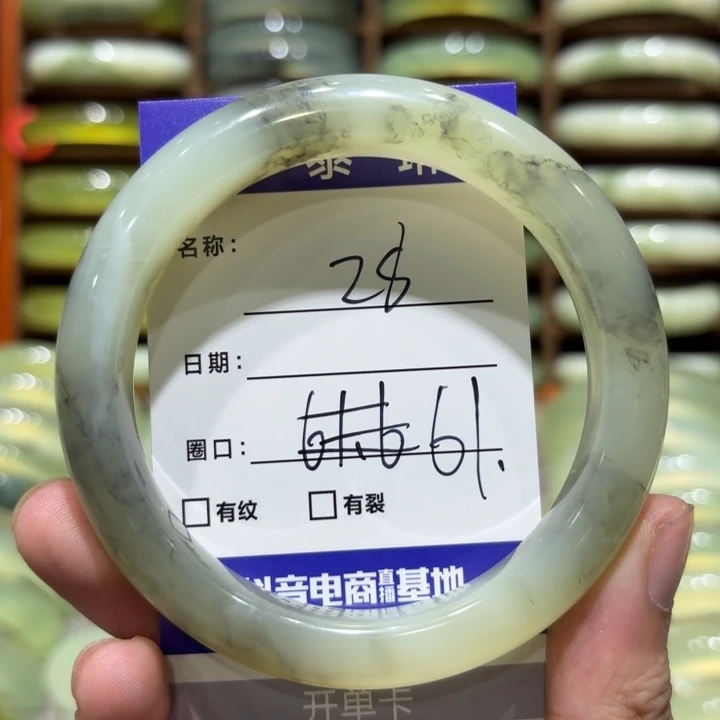 名称： 28
日期：
圈口： 61.
□有纹 □有裂
抖音电商直播基地
开单卡